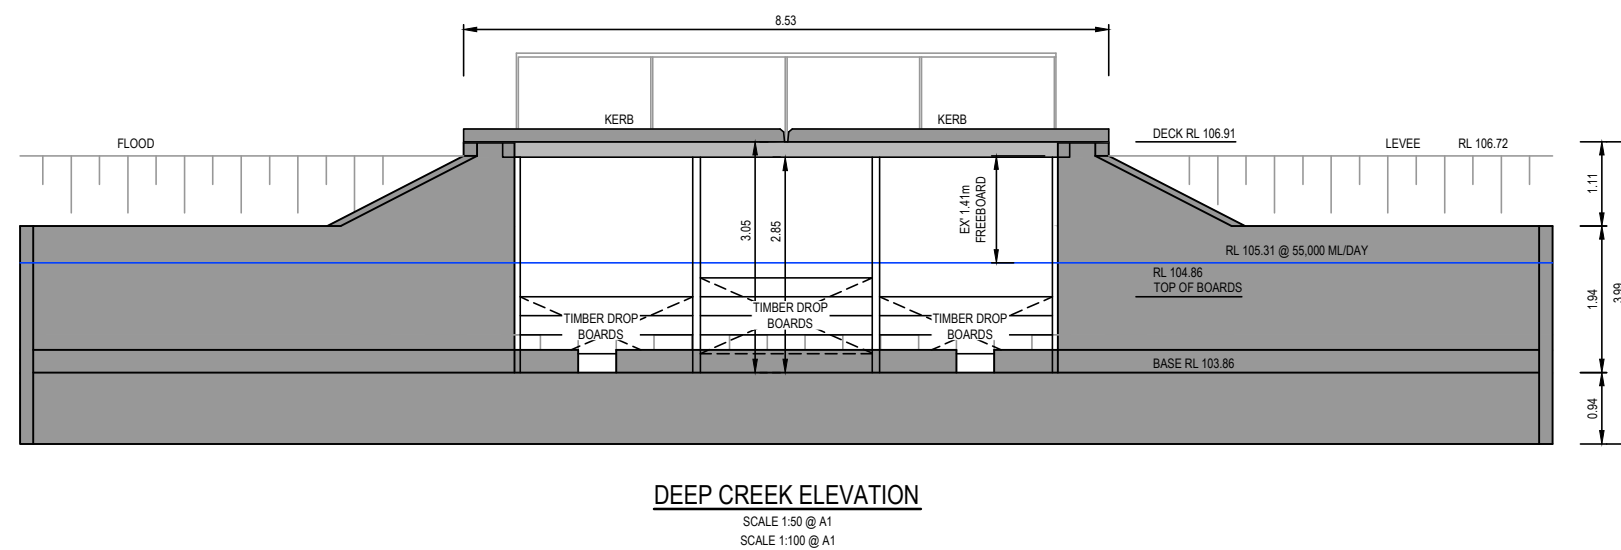 8.53
KERB
KERB
FLOOD
DECK RL 106.91
LEVEE
RL 106.72
1.11
EX' 1.41m
FREEBOARD
3.05
2.85
RL 105.31 @ 55,000 ML/DAY
RL 104.86
TOP OF BOARDS
1.94
3.99
TIMBER DROP
BOARDS
TIMBER DROP
BOARDS
TIMBER DROP
BOARDS
BASE RL 103.86
0.94
DEEP CREEK ELEVATION
SCALE 1:50 @ A1
SCALE 1:100 @ A1